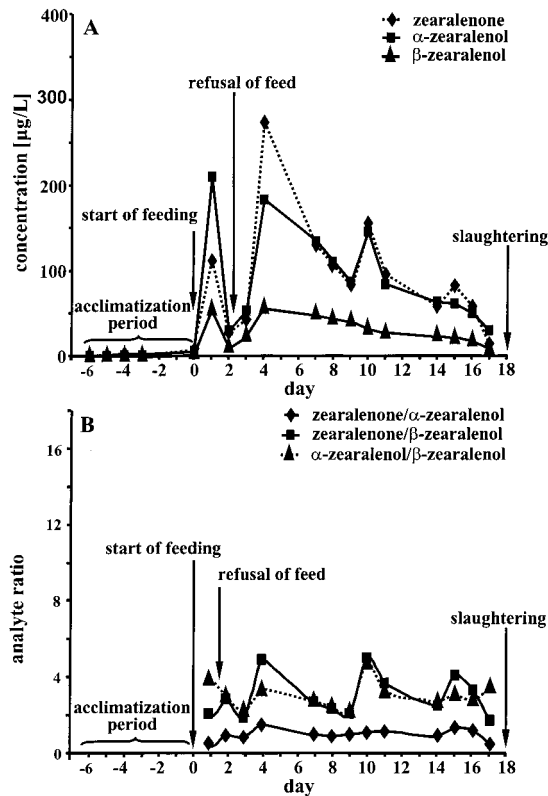 A
400
300
200
100
0
concentration [µg/L]
zearalenone
α-zearalenol
β-zearalenol
refusal of feed
start of feeding
slaughtering
acclimatization
period
-6 -4 -2 0 2 4 6 8 10 12 14 16 18
day
B
16
12
8
4
0
analyte ratio
zearalenone/α-zearalenol
zearalenone/β-zearalenol
α-zearalenol/β-zearalenol
start of feeding
refusal of feed
slaughtering
acclimatization
period
-6 -4 -2 0 2 4 6 8 10 12 14 16 18
day